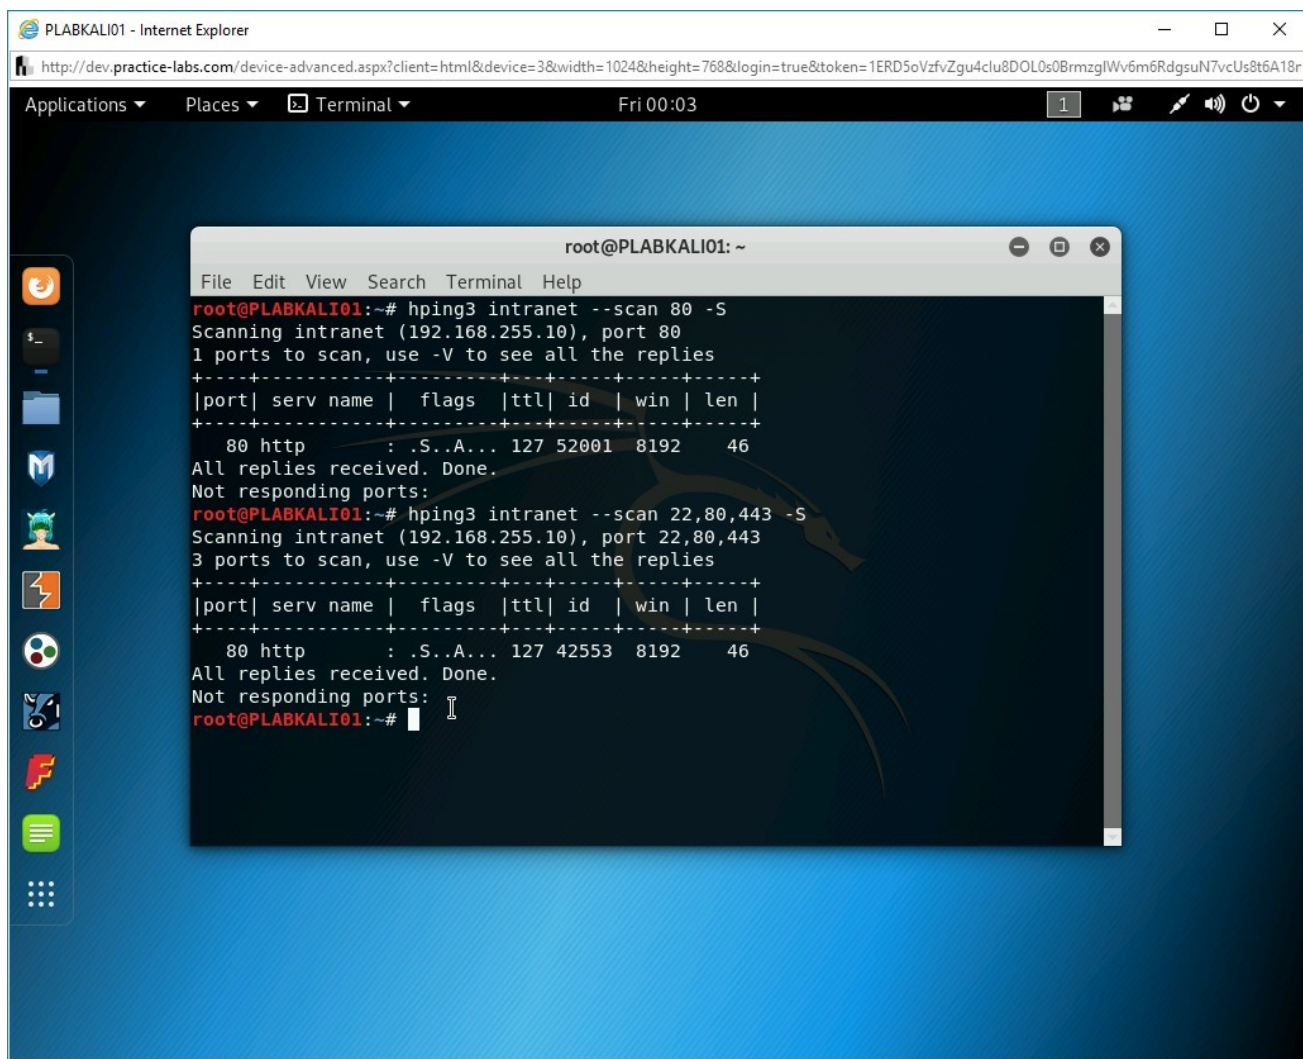 PLABKALI01 - Internet Explorer
http://dev.practice-labs.com/device-advanced.aspx?client=html&device=3&width=1024&height=768&login=true&token=1ERD5oVzfvZgu4clu8DOL0s0BrmzglWv6m6RdgsuN7vcUs8t6A18r
Applications Places Terminal Fri 00:03 1
root@PLABKALI01: ~
File Edit View Search Terminal Help
root@PLABKALI01:~# hping3 intranet --scan 80 -S
Scanning intranet (192.168.255.10), port 80
1 ports to scan, use -V to see all the replies
+----+-----------+---------+---+-----+-----+-----+
|port| serv name |  flags  |ttl| id  | win | len |
+----+-----------+---------+---+-----+-----+-----+
   80 http       : .S..A... 127 52001  8192    46
All replies received. Done.
Not responding ports:
root@PLABKALI01:~# hping3 intranet --scan 22,80,443 -S
Scanning intranet (192.168.255.10), port 22,80,443
3 ports to scan, use -V to see all the replies
+----+-----------+---------+---+-----+-----+-----+
|port| serv name |  flags  |ttl| id  | win | len |
+----+-----------+---------+---+-----+-----+-----+
   80 http       : .S..A... 127 42553  8192    46
All replies received. Done.
Not responding ports:
root@PLABKALI01:~#